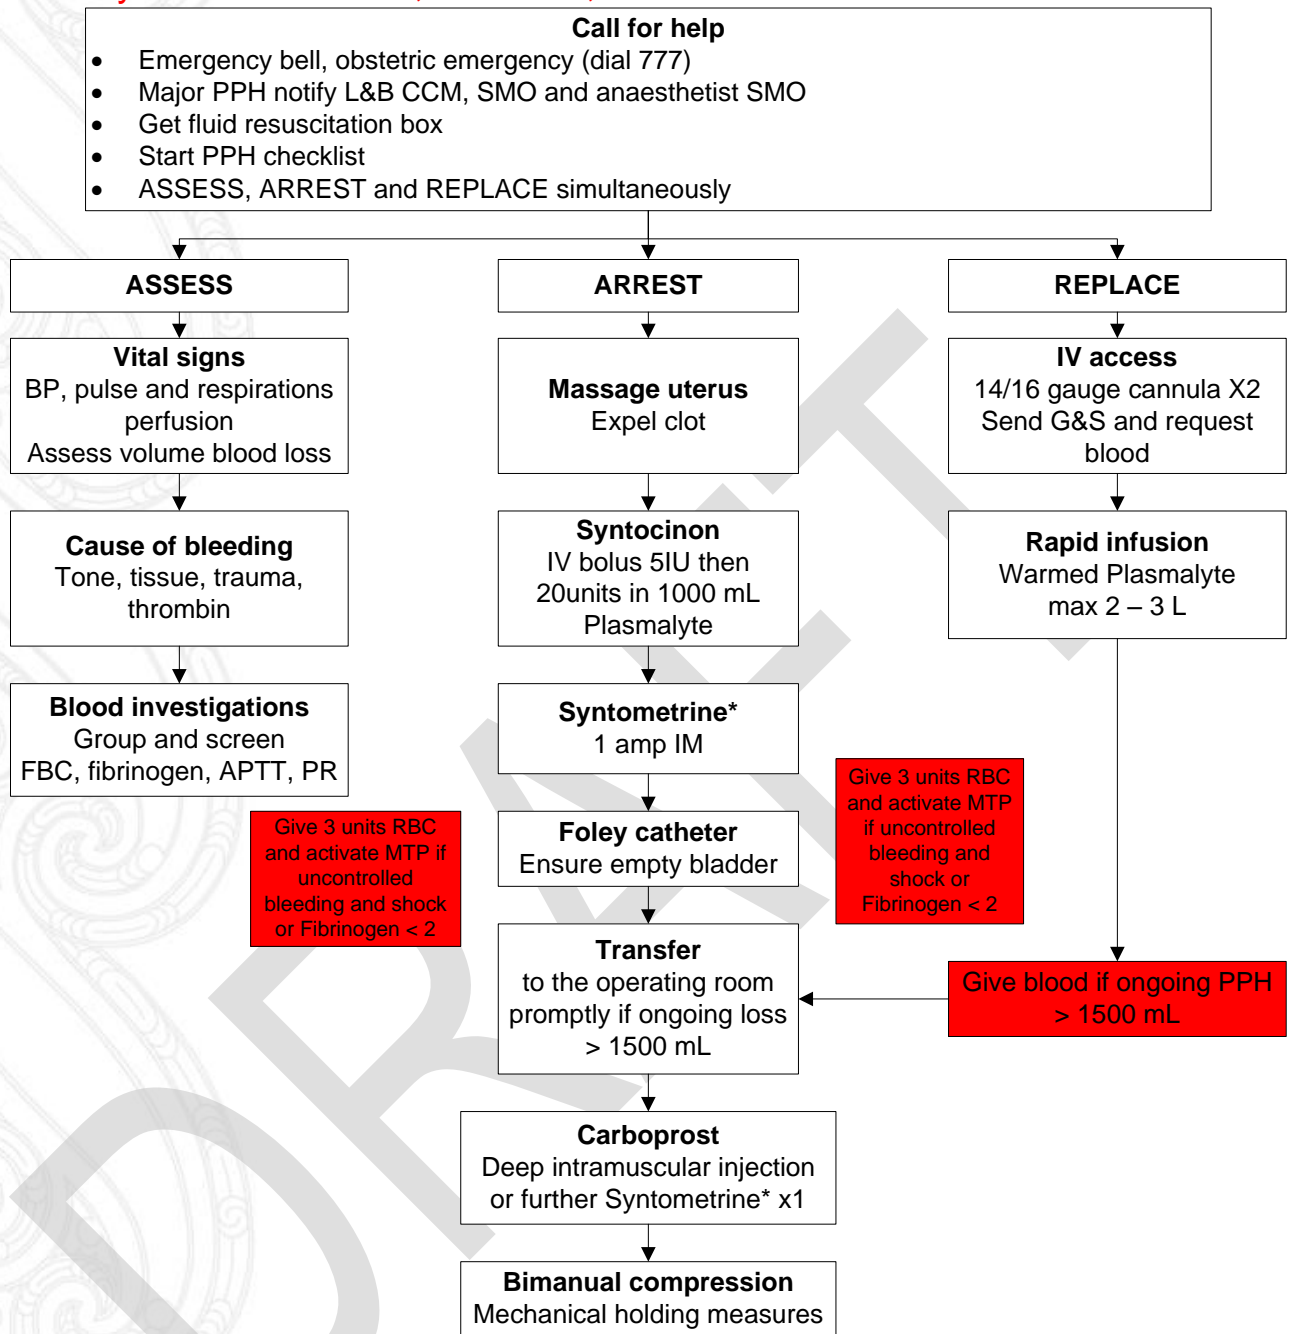 Call for help
• Emergency bell, obstetric emergency (dial 777)
• Major PPH notify L&B CCM, SMO and anaesthetist SMO
• Get fluid resuscitation box
• Start PPH checklist
• ASSESS, ARREST and REPLACE simultaneously
ASSESS
ARREST
REPLACE
Vital signs
BP, pulse and respirations
perfusion
Assess volume blood loss
Massage uterus
Expel clot
IV access
14/16 gauge cannula X2
Send G&S and request
blood
Cause of bleeding
Tone, tissue, trauma,
thrombin
Syntocinon
IV bolus 5IU then
20units in 1000 mL
Plasmalyte
Rapid infusion
Warmed Plasmalyte
max 2 – 3 L
Blood investigations
Group and screen
FBC, fibrinogen, APTT, PR
Syntometrine*
1 amp IM
Give 3 units RBC
and activate MTP if
uncontrolled
bleeding and shock
or Fibrinogen < 2
Foley catheter
Ensure empty bladder
Give 3 units RBC
and activate MTP
if uncontrolled
bleeding and
shock or
Fibrinogen < 2
Transfer
to the operating room
promptly if ongoing loss
> 1500 mL
Give blood if ongoing PPH
> 1500 mL
Carboprost
Deep intramuscular injection
or further Syntometrine* x1
Bimanual compression
Mechanical holding measures
DRAFT